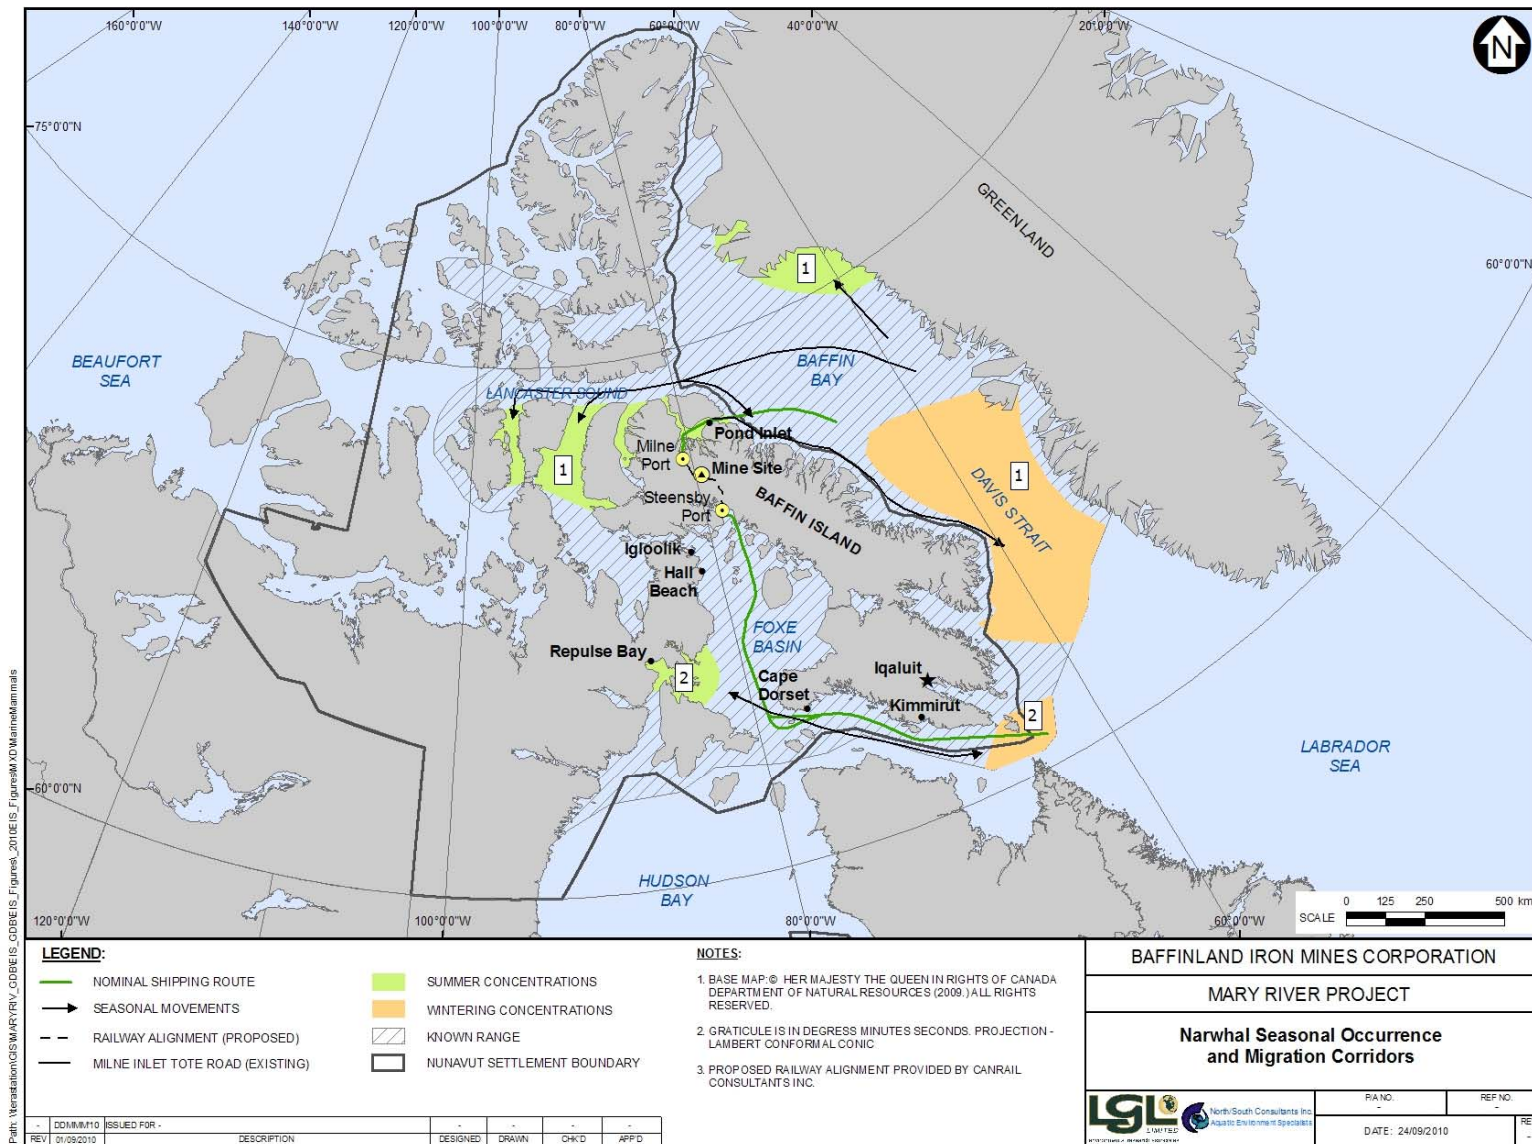 160°0'0"W
140°0'0"W
120°0'0"W
100°0'0"W
80°0'0"W
60°0'0"W
40°0'0"W
20°0'0"W
N
75°0'0"N
60°0'0"N
GREENLAND
1
BEAUFORT
SEA
BAFFIN
BAY
LANCASTER SOUND
Pond Inlet
Milne
Port
Mine Site
1
1
Steensby
Port
BAFFIN ISLAND
DAVIS STRAIT
Igloolik
Hall
Beach
FOXE
BASIN
Repulse Bay
2
Cape
Dorset
Iqaluit
Kimmirut
2
LABRADOR
SEA
60°0'0"N
HUDSON
BAY
120°0'0"W
100°0'0"W
80°0'0"W
60°0'0"W
0 125 250 500 km
SCALE
LEGEND:
NOMINAL SHIPPING ROUTE
SEASONAL MOVEMENTS
RAILWAY ALIGNMENT (PROPOSED)
MILNE INLET TOTE ROAD (EXISTING)
SUMMER CONCENTRATIONS
WINTERING CONCENTRATIONS
KNOWN RANGE
NUNAVUT SETTLEMENT BOUNDARY
NOTES:
1. BASE MAP:© HER MAJESTY THE QUEEN IN RIGHTS OF CANADA
DEPARTMENT OF NATURAL RESOURCES (2009.) ALL RIGHTS
RESERVED.
2. GRATICULE IS IN DEGRESS MINUTES SECONDS. PROJECTION -
LAMBERT CONFORMAL CONIC
3. PROPOSED RAILWAY ALIGNMENT PROVIDED BY CANRAIL
CONSULTANTS INC.
BAFFINLAND IRON MINES CORPORATION
MARY RIVER PROJECT
Narwhal Seasonal Occurrence
and Migration Corridors
LGL
LIMITED
North/South Consultants Inc.
Aquatic Environment Specialists
P/A NO.
-
REF NO.
-
DATE: 24/09/2010
- DDMMM'10 ISSUED FOR - - - - -
REV 01/09/2010 DESCRIPTION DESIGNED DRAWN CHK'D APP'D